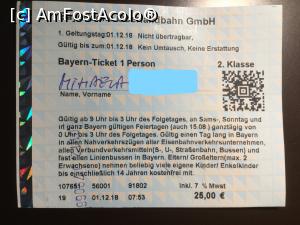 [c] AmFostAcolo®
ndbahn GmbH
1. Geltungstag: 01.12.18 Nicht übertragbar,
Gültig bis zum: 01.12.18 Kein Umtausch, Keine Erstattung
Bayern-Ticket 1 Person 2. Klasse
MIHAELA
Name, Vorname
Gültig ab 9 Uhr bis 3 Uhr des Folgetages, an Sams-, Sonntag und
in ganz Bayern gültigen Feiertagen (auch 15.08.) ganztägig von
0 Uhr bis 3 Uhr des Folgetages. Gültig einen Tag lang in Bayern
in allen Nahverkehrszügen aller Eisenbahnverkehrsunternehmen,
allen Verbundverkehrsmitteln(S-, U-, Straßenbahn, Bussen) und
fast allen Linienbussen in Bayern. Eltern/ Großeltern(max. 2
Erwachsene) nehmen beliebig viele eigene Kinder/ Enkelkinder
bis einschließlich 14 Jahren kostenfrei mit.
107651 56001 91802 inkl. 7 % Mwst
19 01.12.18 07:53 25,00 €